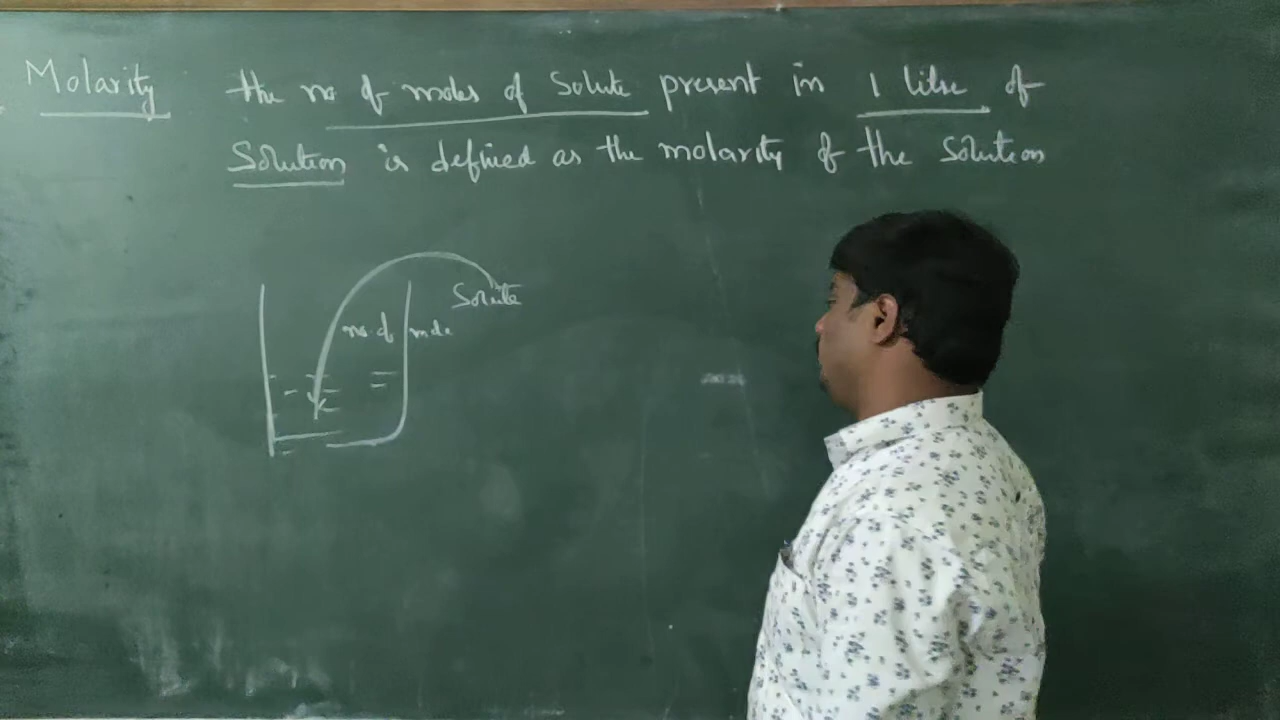 Molarity the no of moles of Solute present in 1 litre of
Solution is defined as the molarity of the Solution
Solute
no. of mole